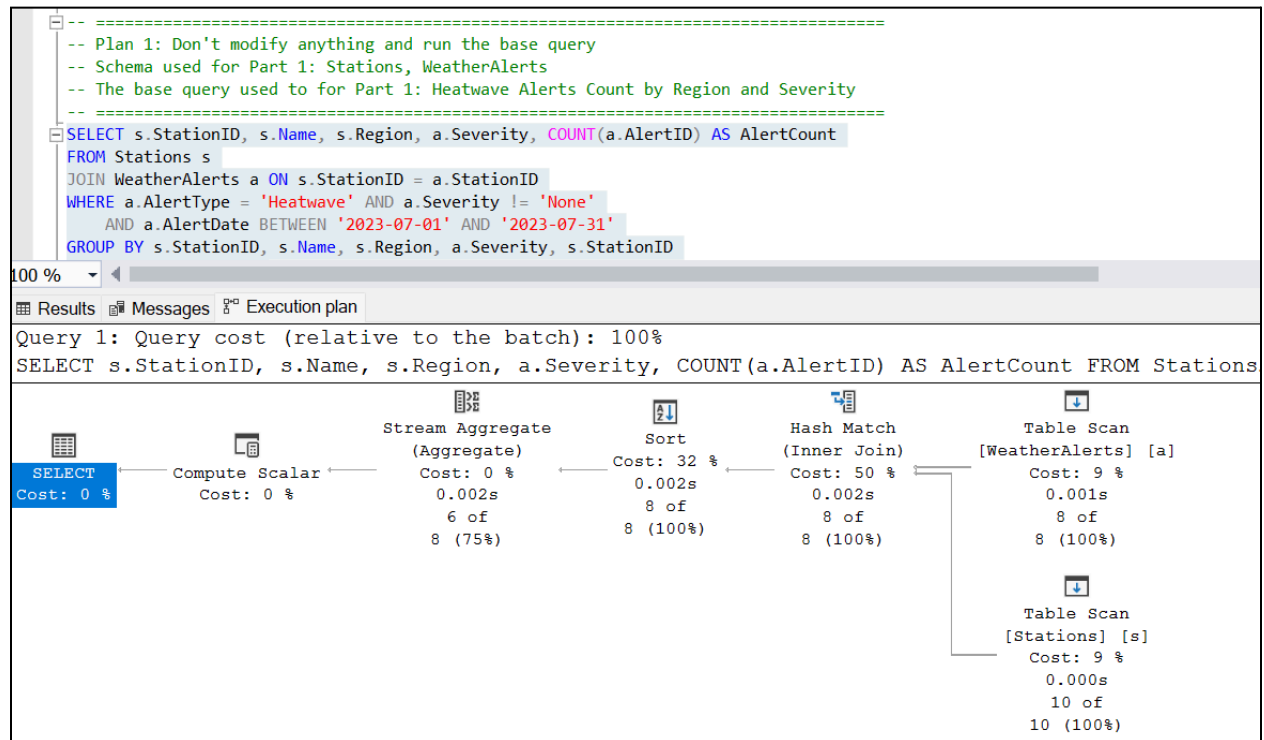 -- ================================================================================
-- Plan 1: Don't modify anything and run the base query
-- Schema used for Part 1: Stations, WeatherAlerts
-- The base query used to for Part 1: Heatwave Alerts Count by Region and Severity
-- ================================================================================
SELECT s.StationID, s.Name, s.Region, a.Severity, COUNT(a.AlertID) AS AlertCount
FROM Stations s
JOIN WeatherAlerts a ON s.StationID = a.StationID
WHERE a.AlertType = 'Heatwave' AND a.Severity != 'None'
AND a.AlertDate BETWEEN '2023-07-01' AND '2023-07-31'
GROUP BY s.StationID, s.Name, s.Region, a.Severity, s.StationID
100 %
Results Messages Execution plan
Query 1: Query cost (relative to the batch): 100%
SELECT s.StationID, s.Name, s.Region, a.Severity, COUNT(a.AlertID) AS AlertCount FROM Stations
SELECT
Cost: 0 %
Compute Scalar
Cost: 0 %
Stream Aggregate
(Aggregate)
Cost: 0 %
0.002s
6 of
8 (75%)
Sort
Cost: 32 %
0.002s
8 of
8 (100%)
Hash Match
(Inner Join)
Cost: 50 %
0.002s
8 of
8 (100%)
Table Scan
[WeatherAlerts] [a]
Cost: 9 %
0.001s
8 of
8 (100%)
Table Scan
[Stations] [s]
Cost: 9 %
0.000s
10 of
10 (100%)